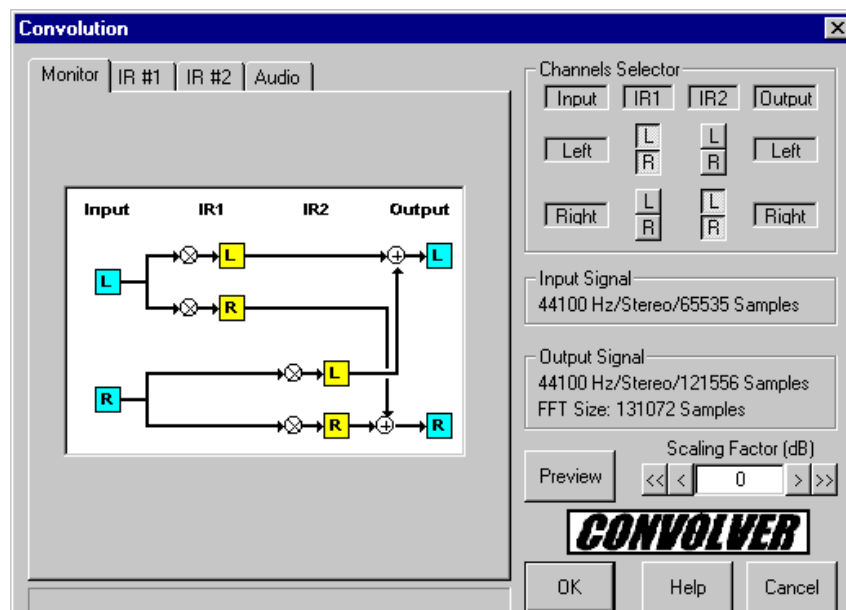 Convolution
Monitor IR #1 IR #2 Audio
Input IR1 IR2 Output
L L L
R
R L
R R
Channels Selector
Input IR1 IR2 Output
Left L L Left
R R
Right L L Right
R R
Input Signal
44100 Hz/Stereo/65535 Samples
Output Signal
44100 Hz/Stereo/121556 Samples
FFT Size: 131072 Samples
Scaling Factor (dB)
Preview << < 0 > >>
CONVOLVER
OK Help Cancel